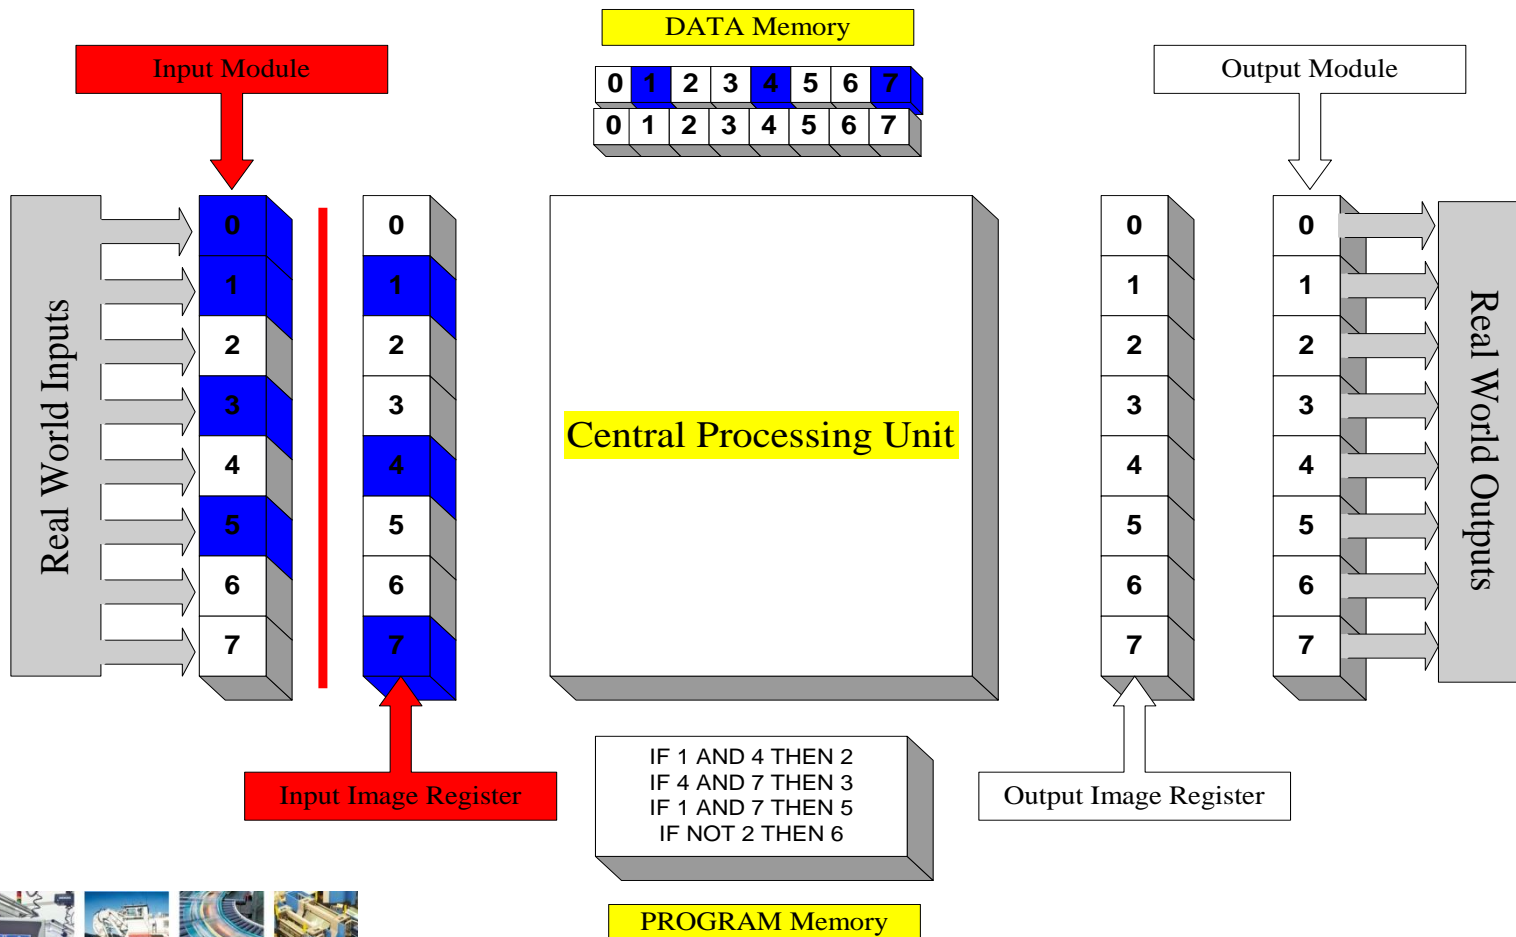 DATA Memory
Input Module
Output Module
0 1 2 3 4 5 6 7
0 1 2 3 4 5 6 7
Real World Inputs
0
1
2
3
4
5
6
7
0
1
2
3
4
5
6
7
Central Processing Unit
0
1
2
3
4
5
6
7
0
1
2
3
4
5
6
7
Real World Outputs
Input Image Register
IF 1 AND 4 THEN 2
IF 4 AND 7 THEN 3
IF 1 AND 7 THEN 5
IF NOT 2 THEN 6
Output Image Register
PROGRAM Memory